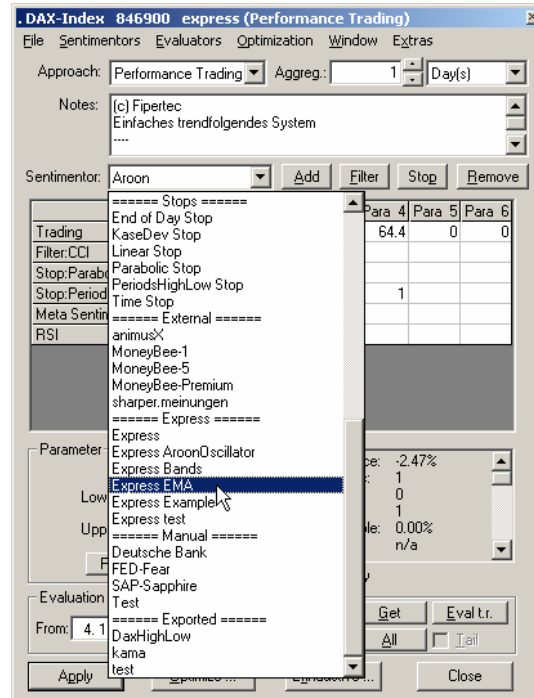 . DAX-Index 846900 express (Performance Trading)
File Sentimentors Evaluators Optimization Window Extras
Approach: Performance Trading Aggreg.: 1 Day(s)
Notes: (c) Fipertec
Einfaches trendfolgendes System
----
Sentimentor: Aroon Add Filter Stop Remove
====== Stops ======
End of Day Stop
KaseDev Stop
Linear Stop
Parabolic Stop
PeriodsHighLow Stop
Time Stop
====== External ======
animusX
MoneyBee-1
MoneyBee-5
MoneyBee-Premium
sharper.meinungen
====== Express ======
Express
Express AroonOscillator
Express Bands
Express EMA
Express Example
Express test
====== Manual ======
Deutsche Bank
FED-Fear
SAP-Sapphire
Test
====== Exported ======
DaxHighLow
kama
test
Para 4 Para 5 Para 6
Trading 64.4 0 0
Filter:CCI
Stop:Parabo
Stop:Period 1
Meta Sentin
RSI
Parameter
Low
Upp
-2.47%
1
0
1
0.00%
n/a
Evaluation
From: 4. 1
Get Eval t.r.
All Tail
Apply Close